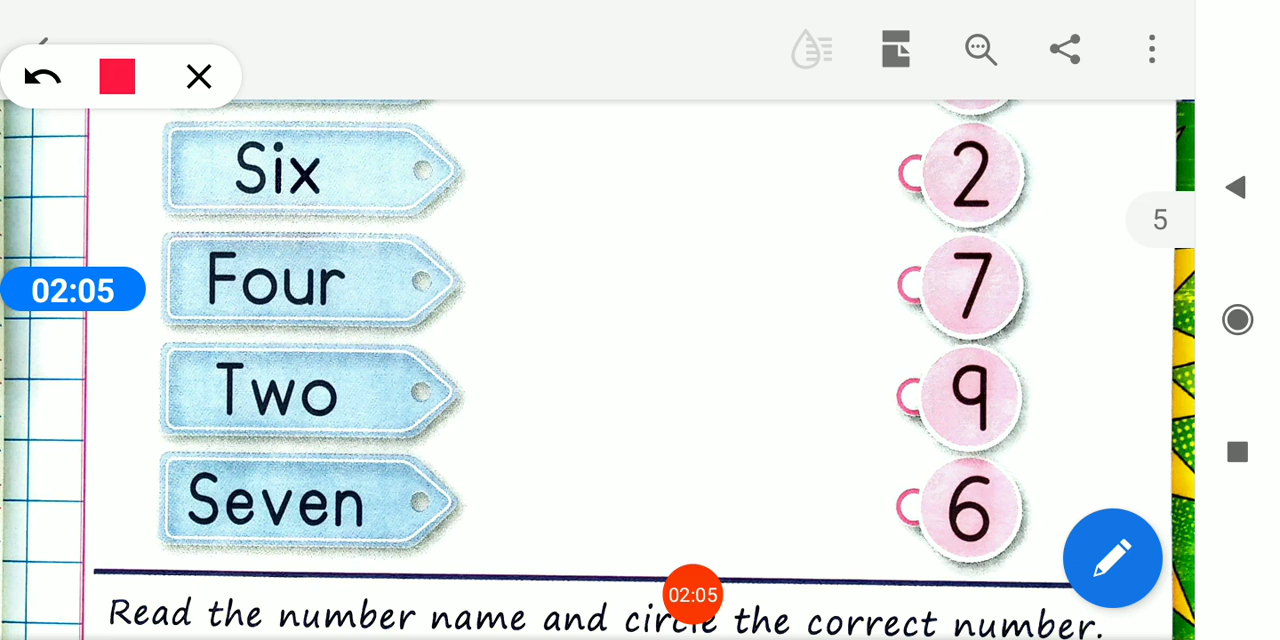 Six 2
5
Four 7
02:05
Two 9
Seven 6
02:05
Read the number name and circle the correct number.